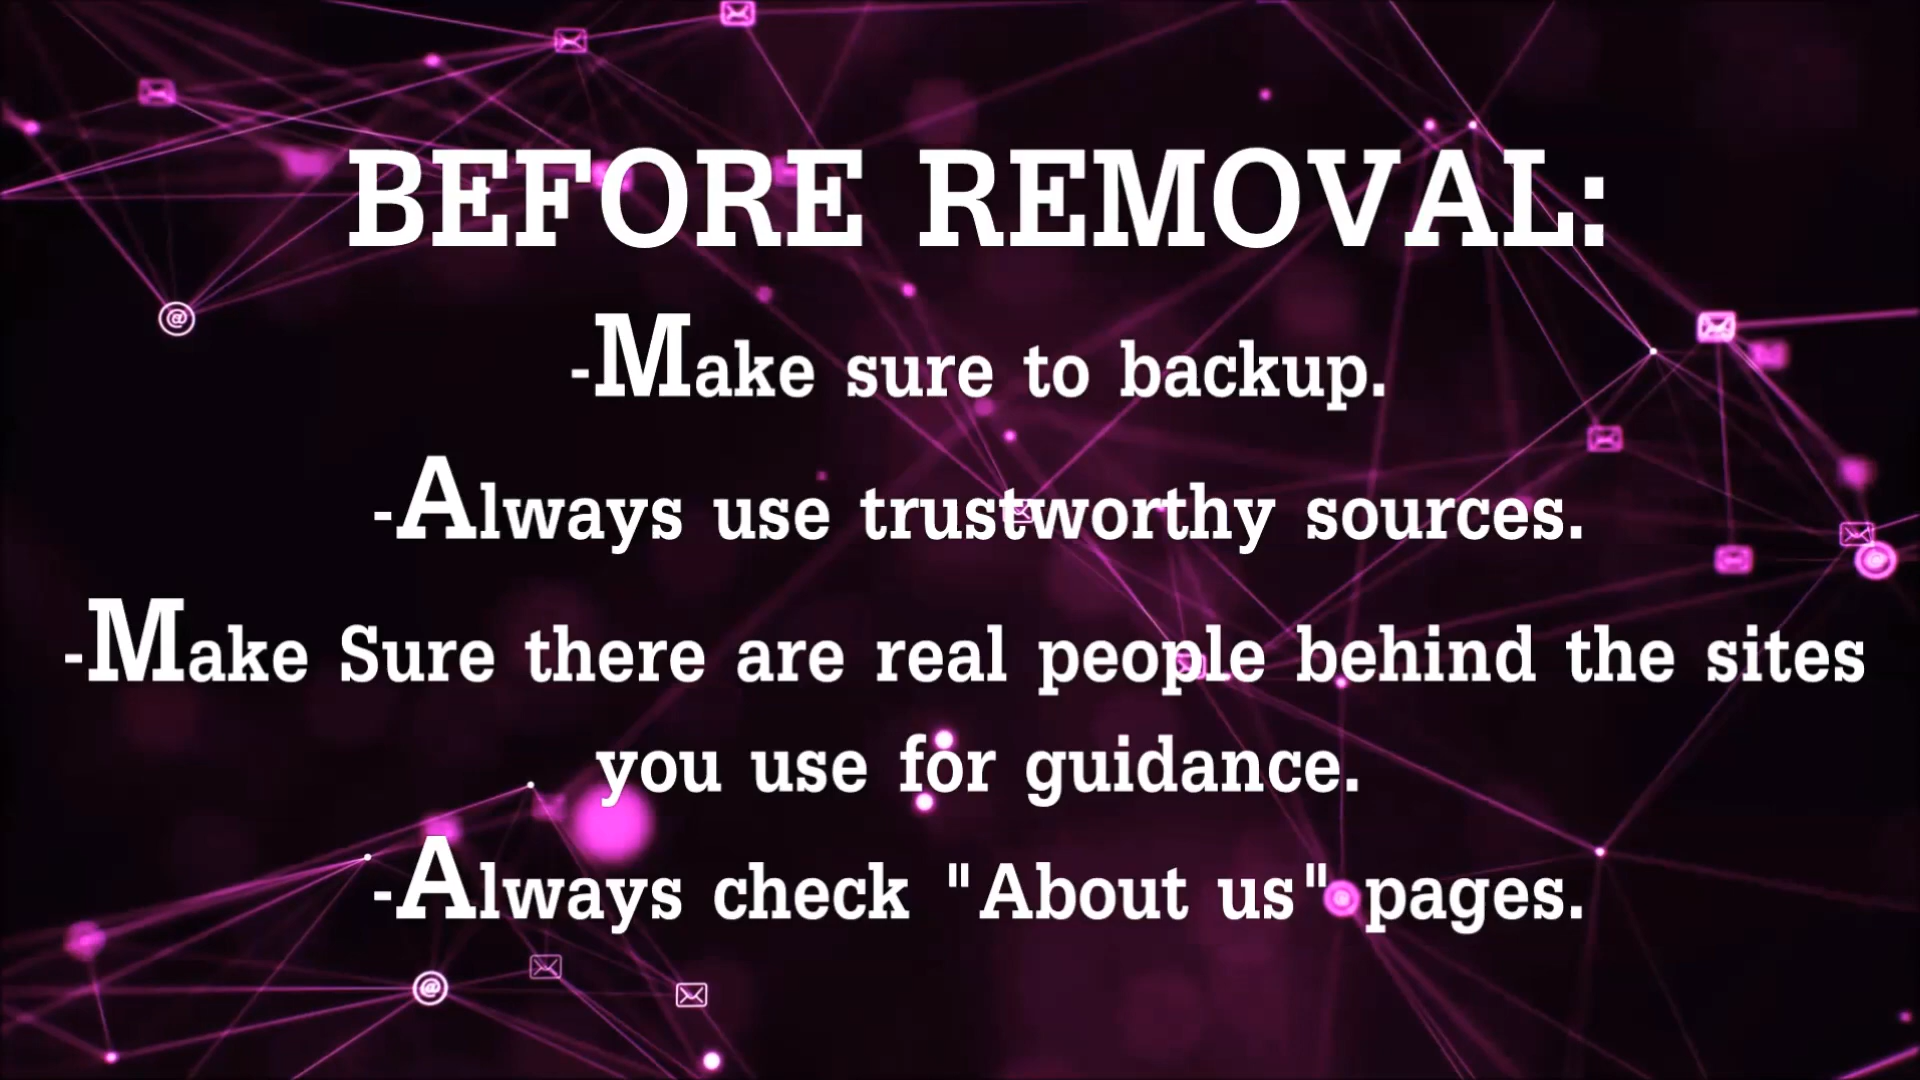 BEFORE REMOVAL:
-Make sure to backup.
-Always use trustworthy sources.
-Make Sure there are real people behind the sites
you use for guidance.
-Always check "About us" pages.